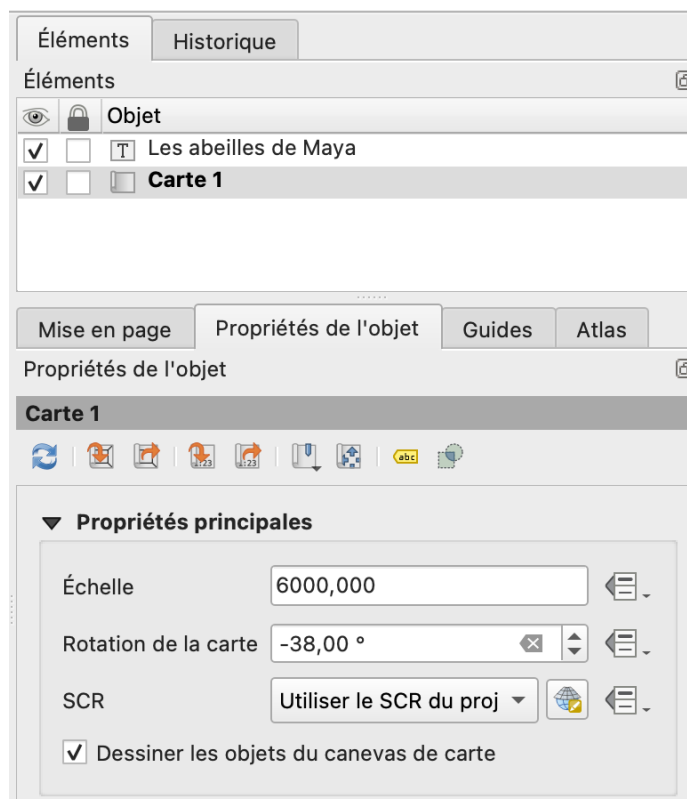 Éléments Historique
Éléments
Objet
T Les abeilles de Maya
Carte 1
Mise en page Propriétés de l'objet Guides Atlas
Propriétés de l'objet
Carte 1
abc
Propriétés principales
Échelle 6000,000
Rotation de la carte -38,00 °
SCR Utiliser le SCR du proj
Dessiner les objets du canevas de carte